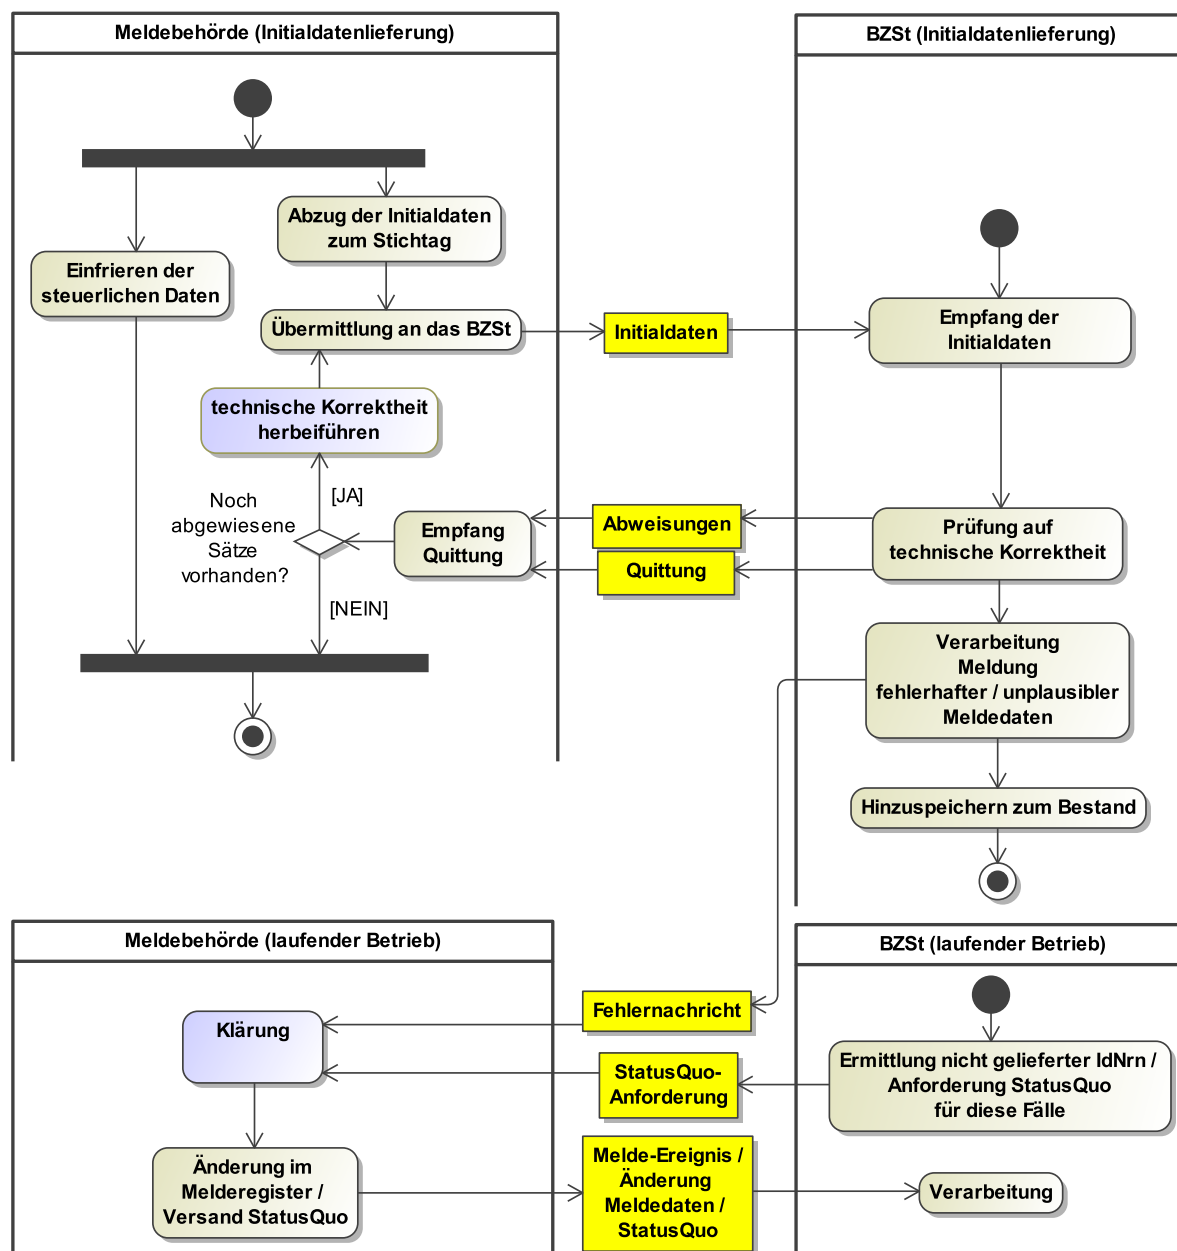 Meldebehörde (Initialdatenlieferung)
BZSt (Initialdatenlieferung)
Abzug der Initialdaten
zum Stichtag
Einfrieren der
steuerlichen Daten
Übermittlung an das BZSt
Initialdaten
Empfang der
Initialdaten
technische Korrektheit
herbeiführen
[JA]
Noch
abgewiesene
Sätze
vorhanden?
[NEIN]
Empfang
Quittung
Abweisungen
Quittung
Prüfung auf
technische Korrektheit
Verarbeitung
Meldung
fehlerhafter / unplausibler
Meldedaten
Hinzuspeichern zum Bestand
Meldebehörde (laufender Betrieb)
BZSt (laufender Betrieb)
Klärung
Fehlernachricht
StatusQuo-
Anforderung
Ermittlung nicht gelieferter IdNrn /
Anforderung StatusQuo
für diese Fälle
Änderung im
Melderegister /
Versand StatusQuo
Melde-Ereignis /
Änderung
Meldedaten /
StatusQuo
Verarbeitung